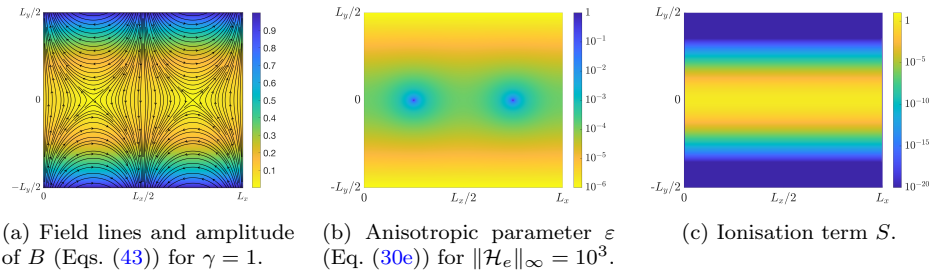 L_y/2
0
−L_y/2
0
L_x/2
L_x
0.9
0.8
0.7
0.6
0.5
0.4
0.3
0.2
0.1
L_y/2
0
-L_y/2
0
L_x/2
L_x
1
10^{-1}
10^{-2}
10^{-3}
10^{-4}
10^{-5}
10^{-6}
L_y/2
0
-L_y/2
0
L_x/2
L_x
1
10^{-5}
10^{-10}
10^{-15}
10^{-20}
(a) Field lines and amplitude
of B (Eqs. (43)) for γ = 1.
(b) Anisotropic parameter ε
(Eq. (30e)) for ‖ℋ_e‖_∞ = 10^3.
(c) Ionisation term S.